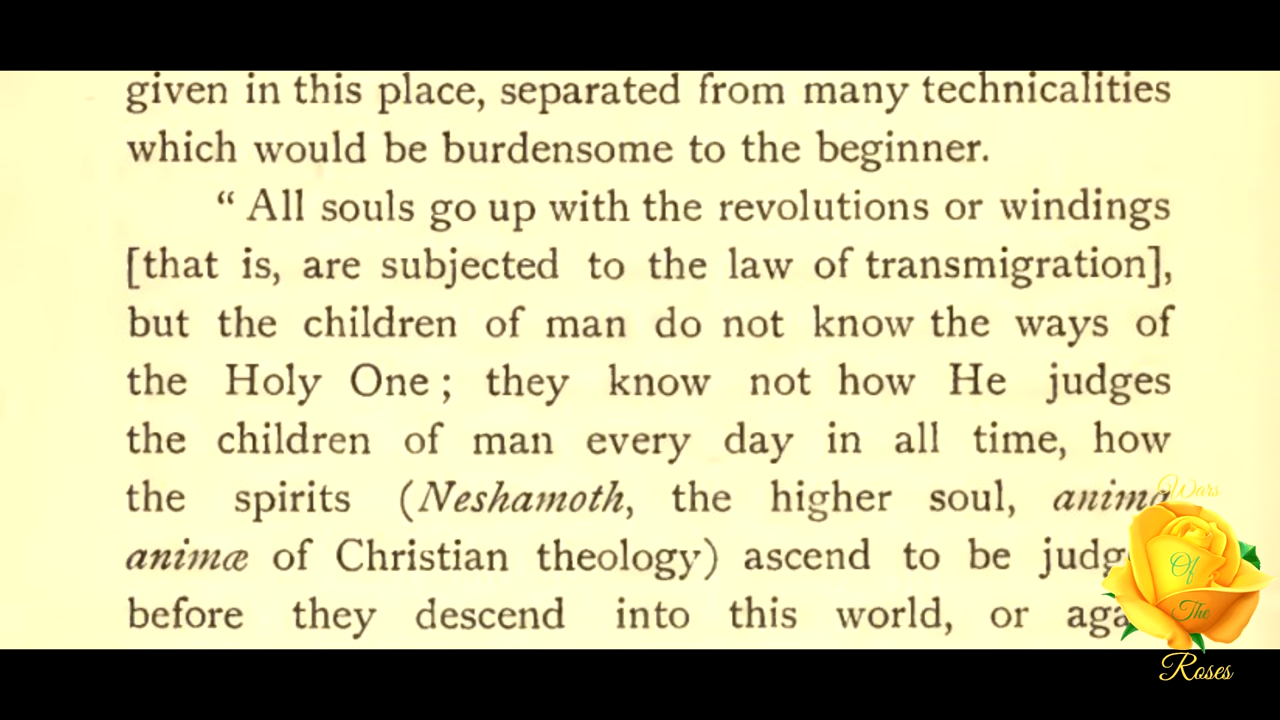 given in this place, separated from many technicalities
which would be burdensome to the beginner.
“ All souls go up with the revolutions or windings
[that is, are subjected to the law of transmigration],
but the children of man do not know the ways of
the Holy One ; they know not how He judges
the children of man every day in all time, how
the spirits (Neshamoth, the higher soul, anima
animæ of Christian theology) ascend to be
before they descend into this world, or
Wars
Of
The
Roses